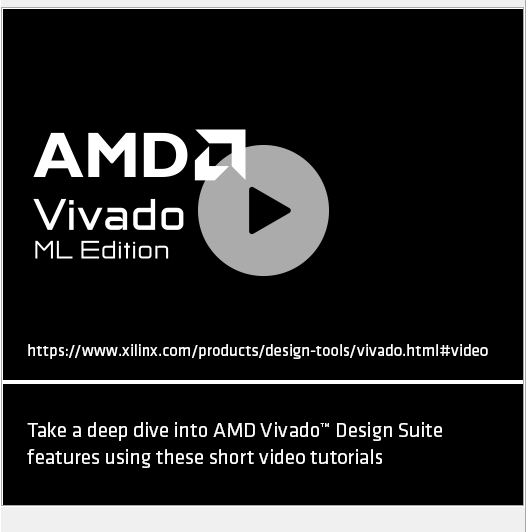 AMD
Vivado
ML Edition
https://www.xilinx.com/products/design-tools/vivado.html#video
Take a deep dive into AMD Vivado™ Design Suite
features using these short video tutorials